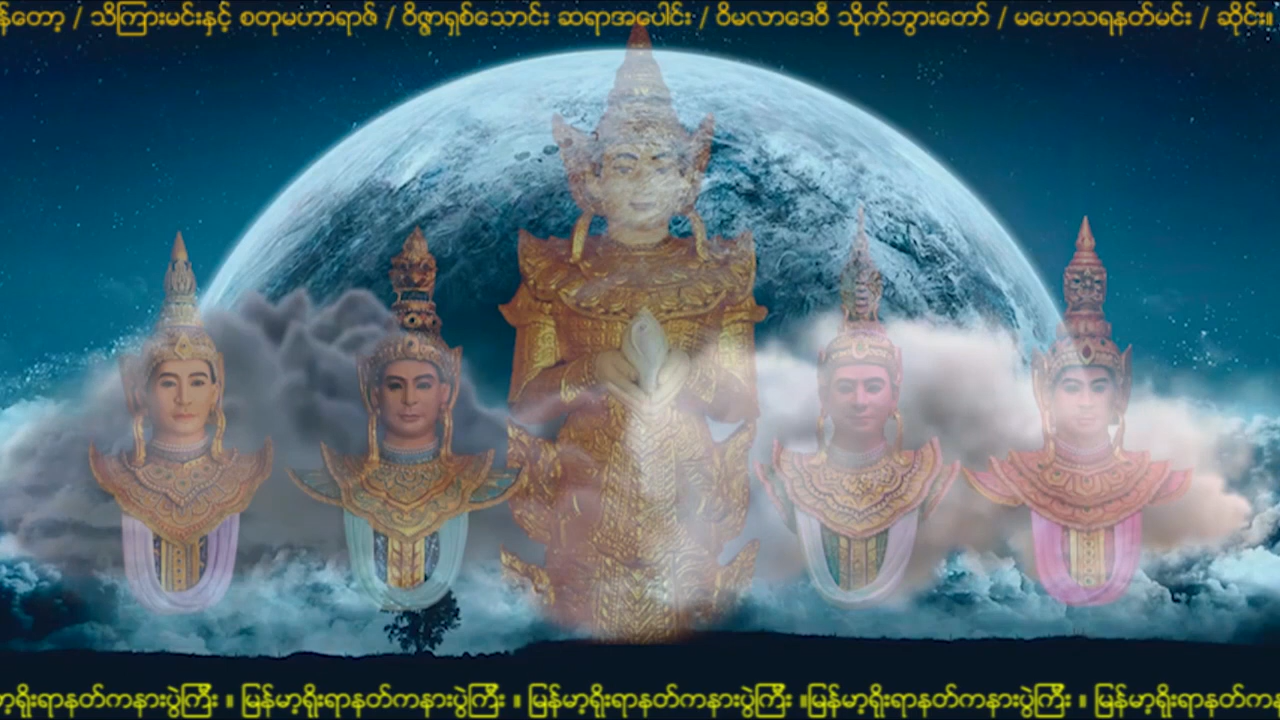 န်တော့ / သိကြားမင်းနှင့် စတုမဟာရာဇ် / ဝိဇ္ဇာရှစ်သောင်း ဆရာအပေါင်း / ဝိမလာဒေဝီ သိုက်ဘွားတော် / မဟေသရနတ်မင်း / ဆိုင်း။
ာ့ရိုးရာနတ်ကနားပွဲကြီး ။ မြန်မာ့ရိုးရာနတ်ကနားပွဲကြီး ။ မြန်မာ့ရိုးရာနတ်ကနားပွဲကြီး ။မြန်မာ့ရိုးရာနတ်ကနားပွဲကြီး ။ မြန်မာ့ရိုးရာနတ်ကန